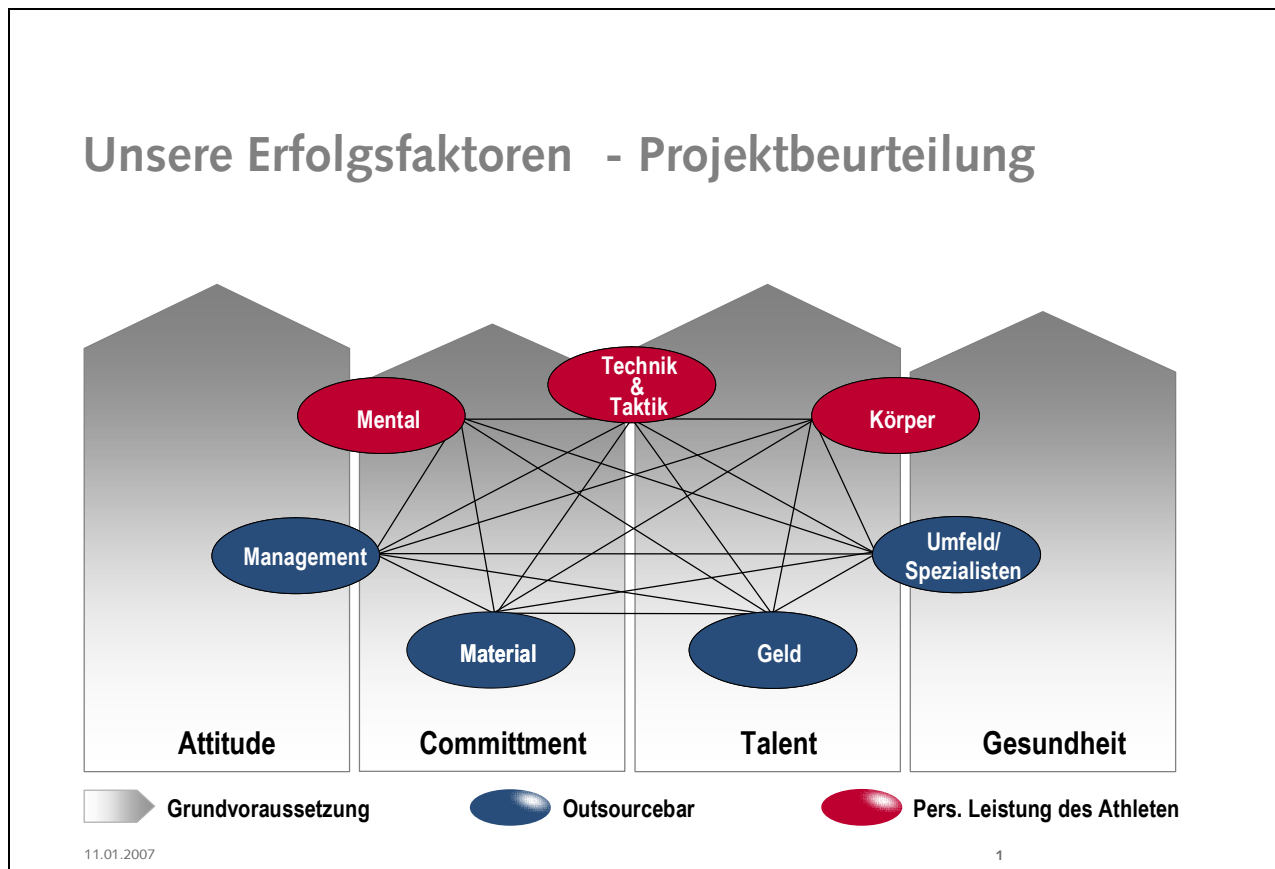 Unsere Erfolgsfaktoren - Projektbeurteilung
Technik
&
Taktik
Mental
Körper
Management
Umfeld/
Spezialisten
Material
Geld
Attitude
Committment
Talent
Gesundheit
Grundvoraussetzung
Outsourcebar
Pers. Leistung des Athleten
11.01.2007
1